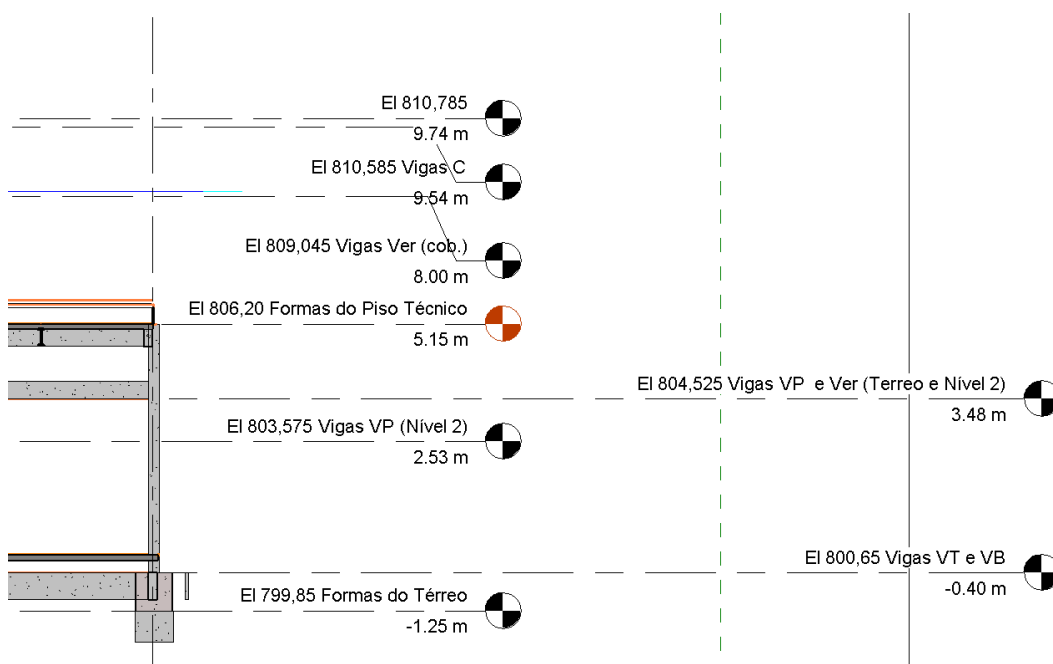 El 810,785
9.74 m
El 810,585 Vigas C
9.54 m
El 809,045 Vigas Ver (cob.)
8.00 m
El 806,20 Formas do Piso Técnico
5.15 m
El 804,525 Vigas VP e Ver (Terreo e Nível 2)
3.48 m
El 803,575 Vigas VP (Nível 2)
2.53 m
El 800,65 Vigas VT e VB
-0.40 m
El 799,85 Formas do Térreo
-1.25 m